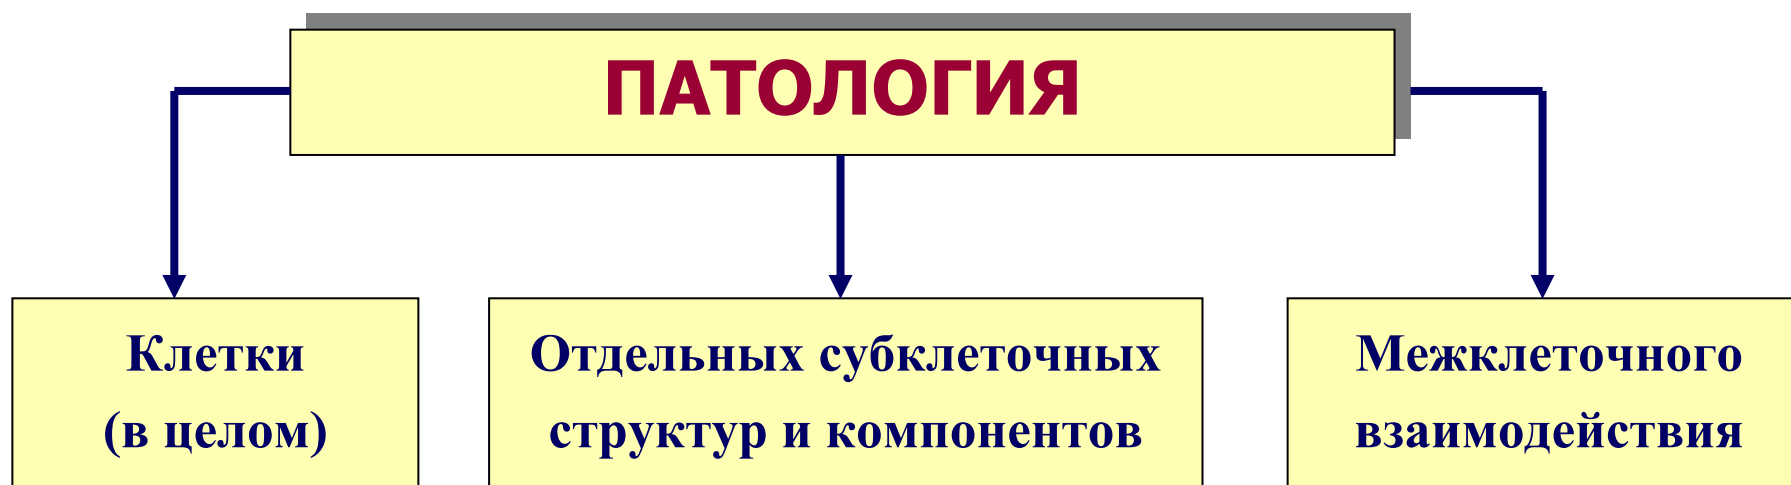 ПАТОЛОГИЯ
Клетки
(в целом)
Отдельных субклеточных
структур и компонентов
Межклеточного
взаимодействия